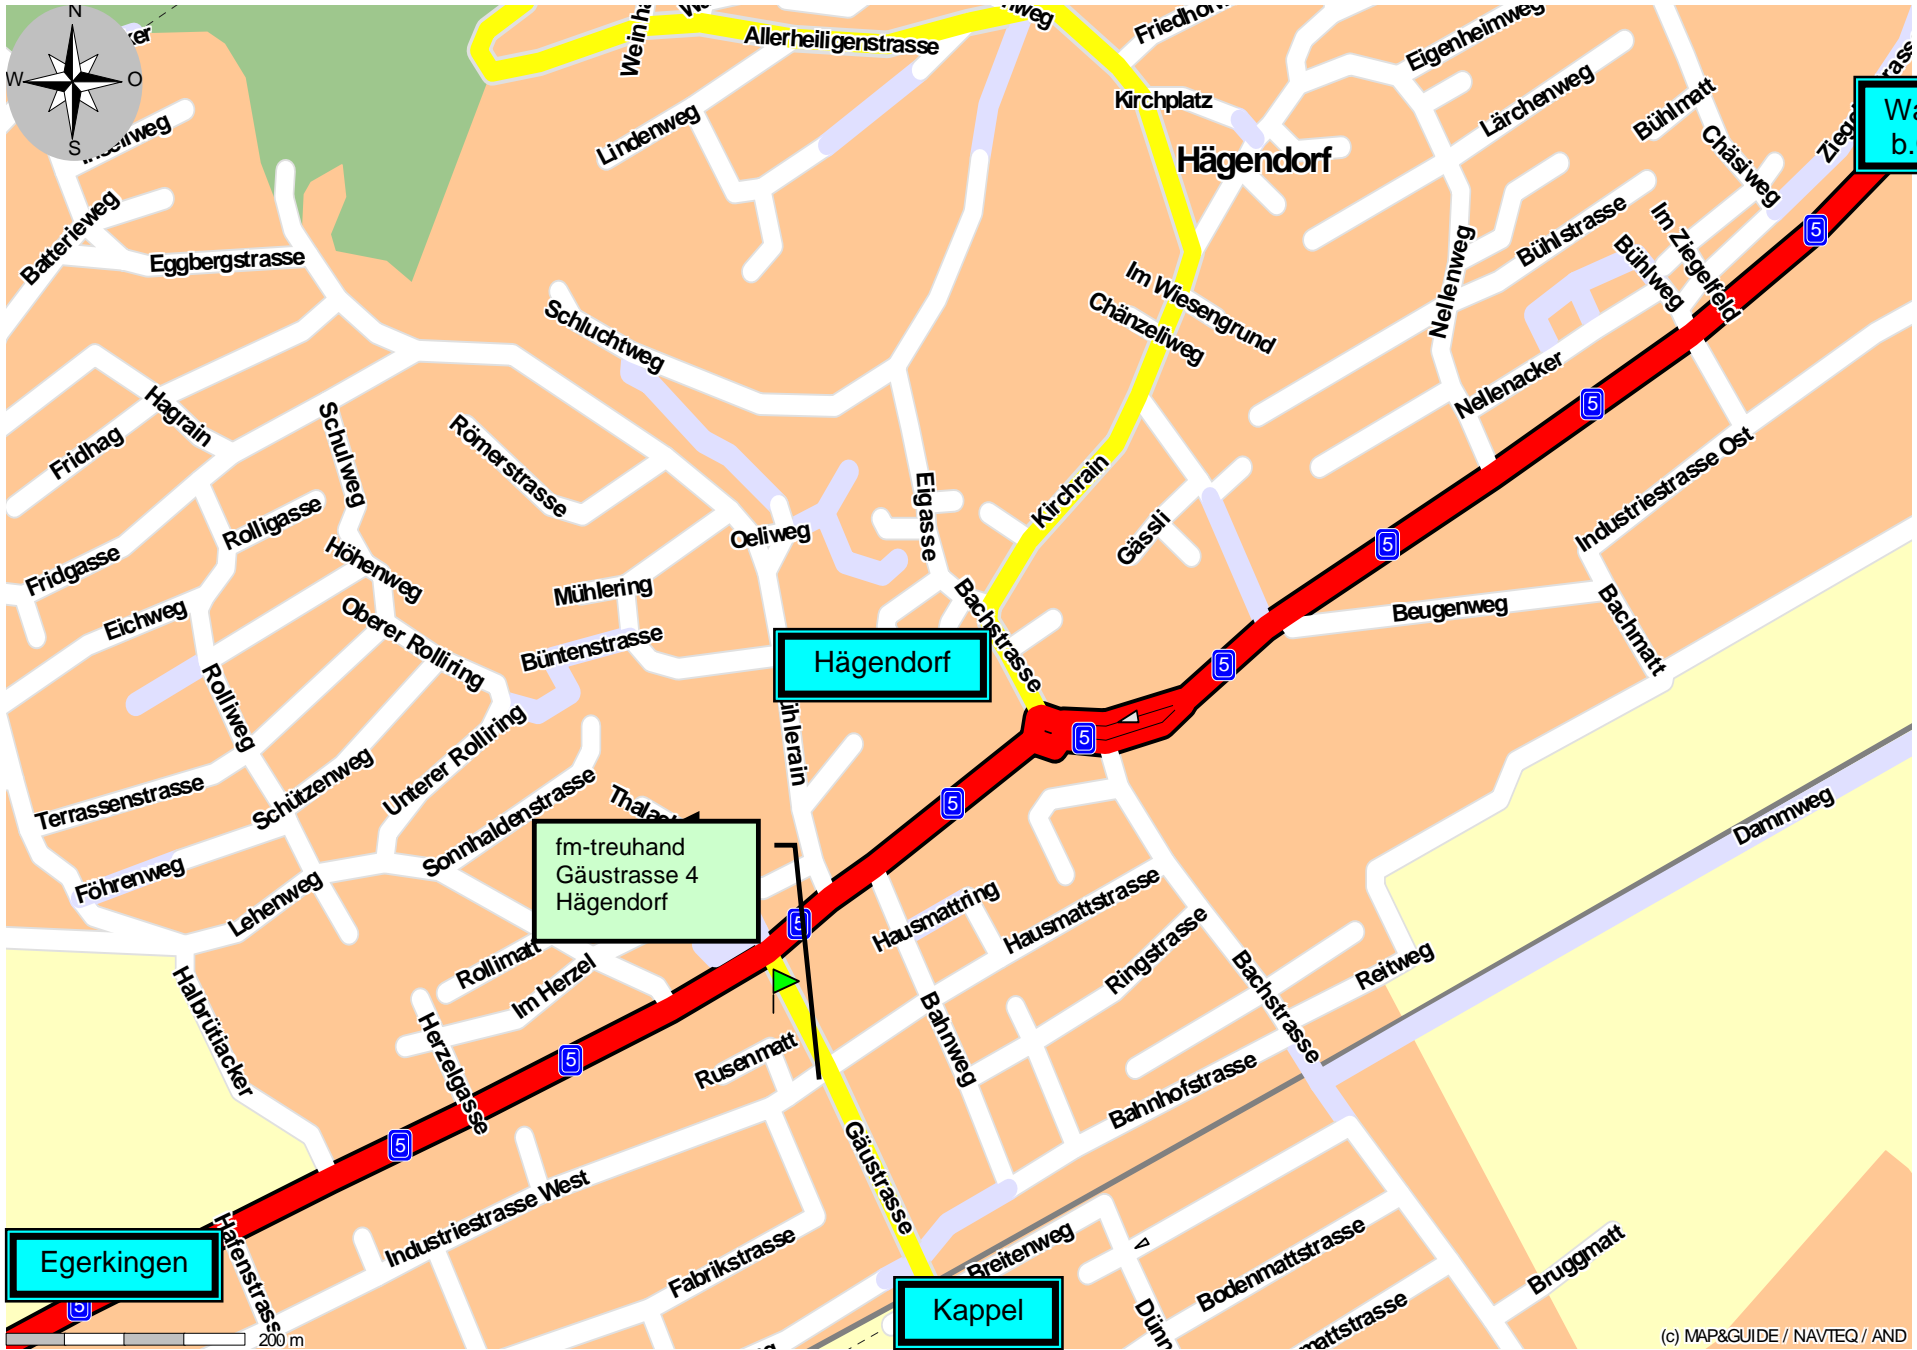 N
W
O
S
Allerheiligenstrasse
Kirchplatz
Eigenheimweg
Lärchenweg
Bühlmatt
Chäsiweg
Hägendorf
Lindenweg
Batterieweg
Eggbergstrasse
Bühlstrasse
Im Ziegelfeld
Bühlweg
Nellenweg
Im Wiesengrund
Chänzeliweg
Schluchtweg
Nellenacker
Hagrain
Fridhag
Schulweg
Römerstrasse
Eigasse
Kirchrain
Gässli
Industriestrasse Ost
Rolligasse
Oeliweg
Fridgasse
Höhenweg
Mühlering
Eichweg
Oberer Rolliring
Büntenstrasse
Bachstrasse
Beugenweg
Bachmatt
Hägendorf
Rolliweg
Unterer Rolliring
Terrassenstrasse
Schützenweg
Sonnhaldenstrasse
Dammweg
fm-treuhand
Gäustrasse 4
Hägendorf
Föhrenweg
Lehenweg
Hausmattring
Hausmattstrasse
Ringstrasse
Bachstrasse
Reitweg
Rollimatt
Im Herzel
Halbrütiacker
Herzelgasse
Rusenmatt
Bahnweg
Bahnhofstrasse
Gäustrasse
Industriestrasse West
Fabrikstrasse
Breitenweg
Bodenmattstrasse
Bruggmatt
Egerkingen
Kappel
5
5
5
5
5
5
5
5
5
5
5
200 m
(c) MAP&GUIDE / NAVTEQ / AND